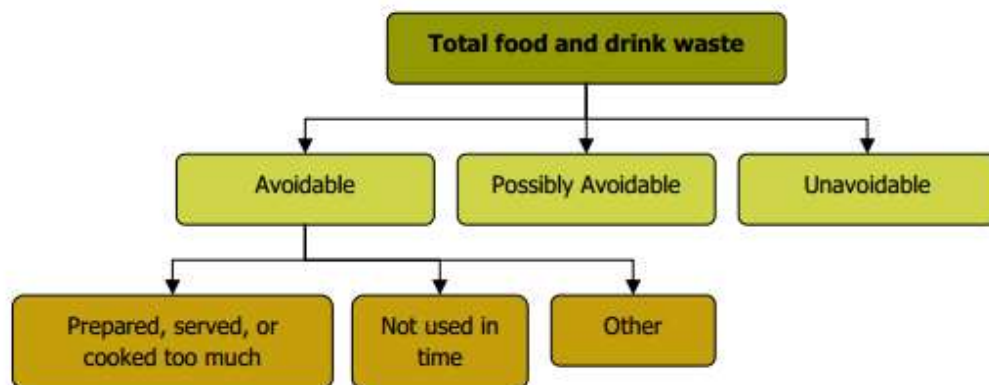 Total food and drink waste
Avoidable
Possibly Avoidable
Unavoidable
Prepared, served, or
cooked too much
Not used in
time
Other